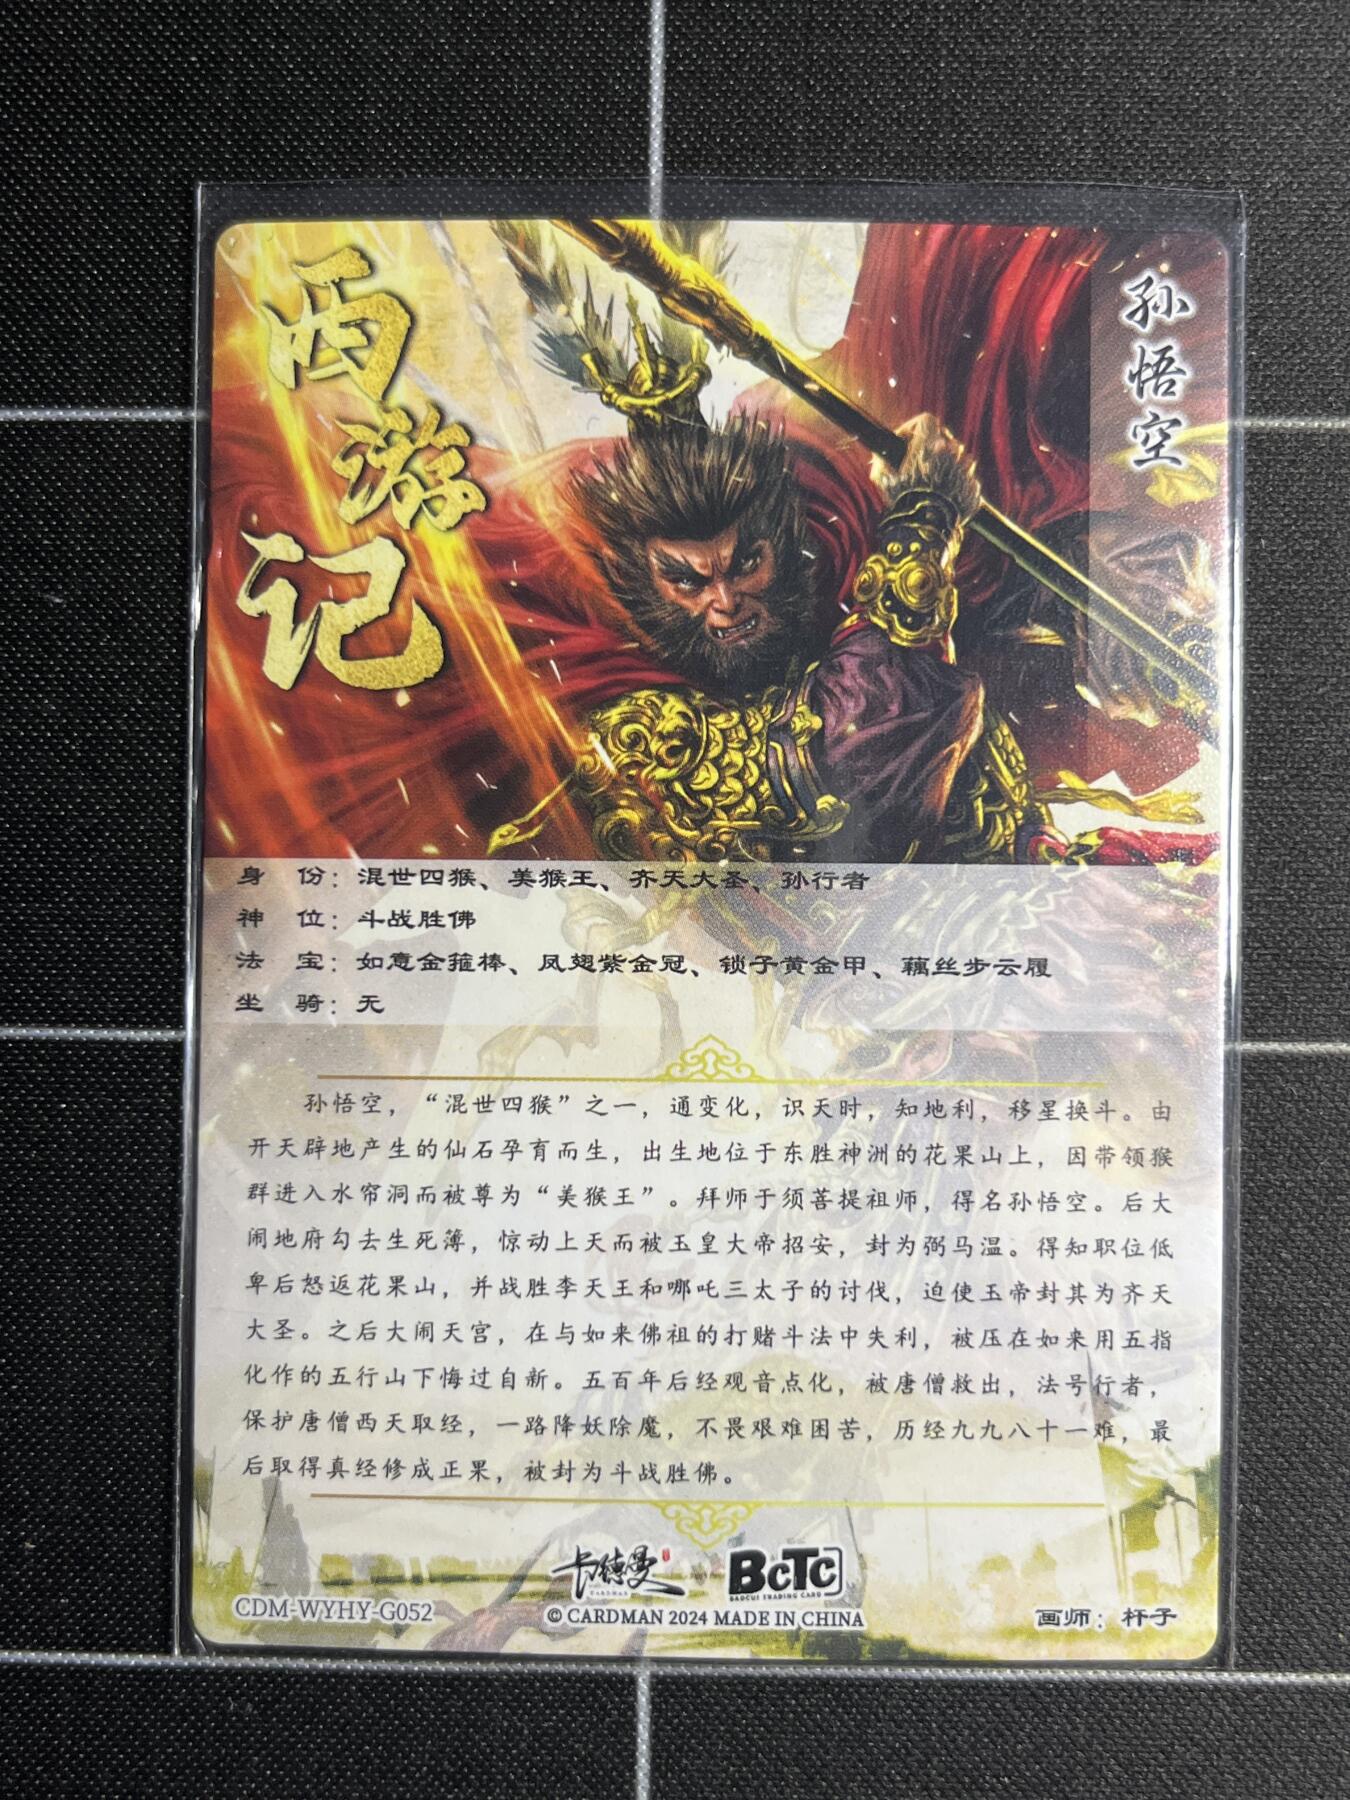 西游记
孙悟空
身　份：混世四猴、美猴王、齐天大圣、孙行者
神　位：斗战胜佛
法　宝：如意金箍棒、凤翅紫金冠、锁子黄金甲、藕丝步云履
坐　骑：无
孙悟空，“混世四猴”之一，通变化，识天时，知地利，移星换斗。由
开天辟地产生的仙石孕育而生，出生地位于东胜神洲的花果山上，因带领猴
群进入水帘洞而被尊为“美猴王”。拜师于须菩提祖师，得名孙悟空。后大
闹地府勾去生死簿，惊动上天而被玉皇大帝招安，封为弼马温。得知职位低
卑后怒返花果山，并战胜李天王和哪吒三太子的讨伐，迫使玉帝封其为齐天
大圣。之后大闹天宫，在与如来佛祖的打赌斗法中失利，被压在如来用五指
化作的五行山下悔过自新。五百年后经观音点化，被唐僧救出，法号行者，
保护唐僧西天取经，一路降妖除魔，不畏艰难困苦，历经九九八十一难，最
后取得真经修成正果，被封为斗战胜佛。
卡德曼
CARDMAN
BCTC
BAOCUI TRADING CARD
CDM-WYHY-G052
© CARDMAN 2024 MADE IN CHINA
画师：杆子